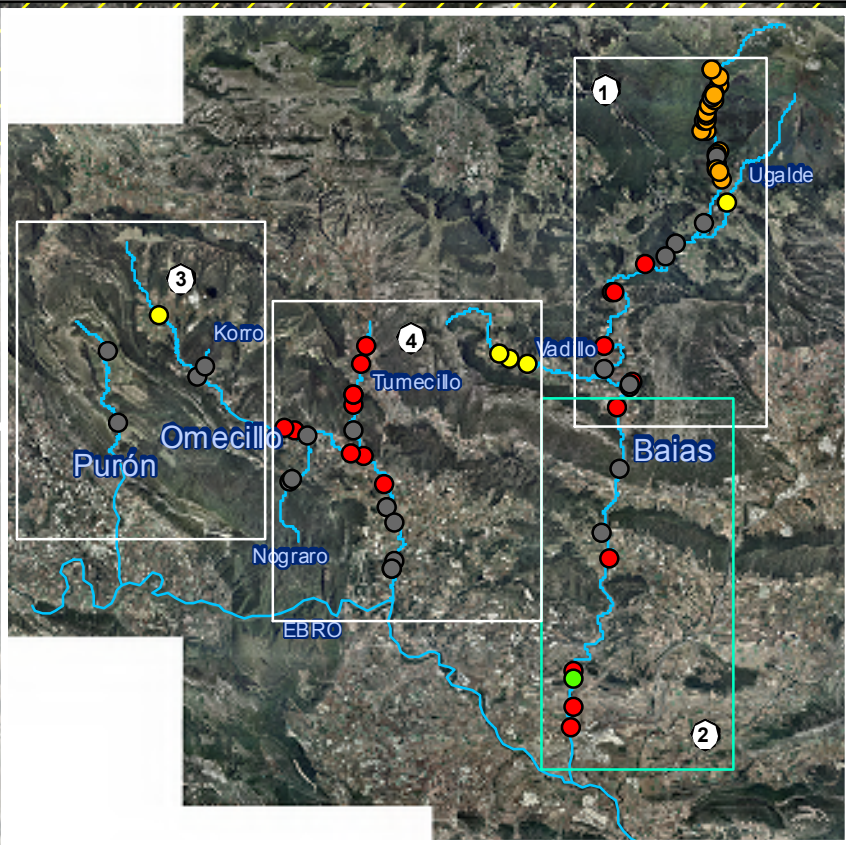 1
Ugalde
3
Korro
4
Vadillo
Tumecillo
Omecillo
Baias
Purón
Nograro
EBRO
2